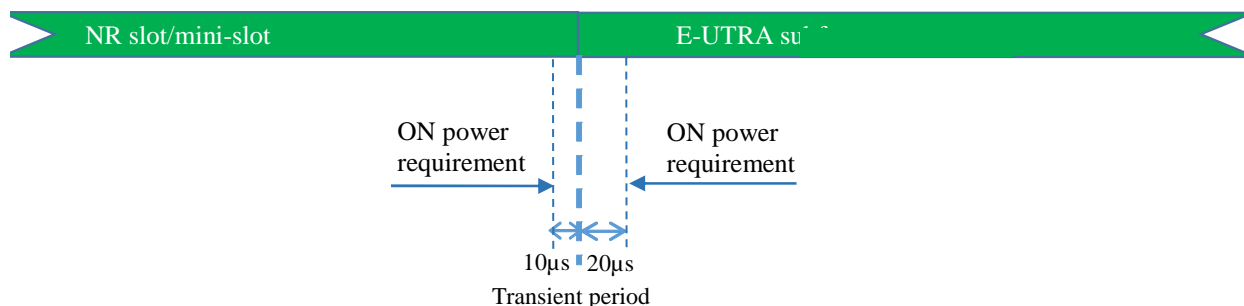 NR slot/mini-slot
E-UTRA
ON power
requirement
ON power
requirement
10μs
20μs
Transient period